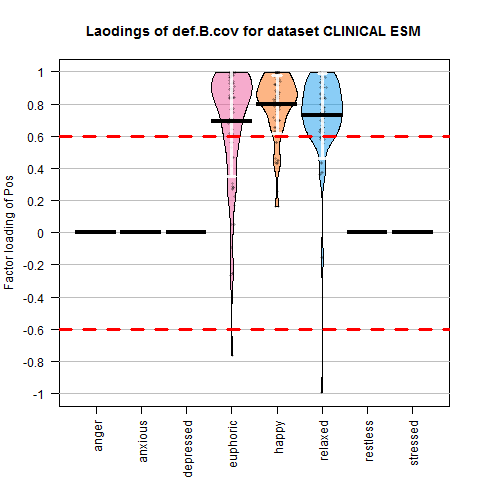 Laodings of def.B.cov for dataset CLINICAL ESM
Factor loading of Pos
1
0.8
0.6
0.4
0.2
0
-0.2
-0.4
-0.6
-0.8
-1
anger
anxious
depressed
euphoric
happy
relaxed
restless
stressed